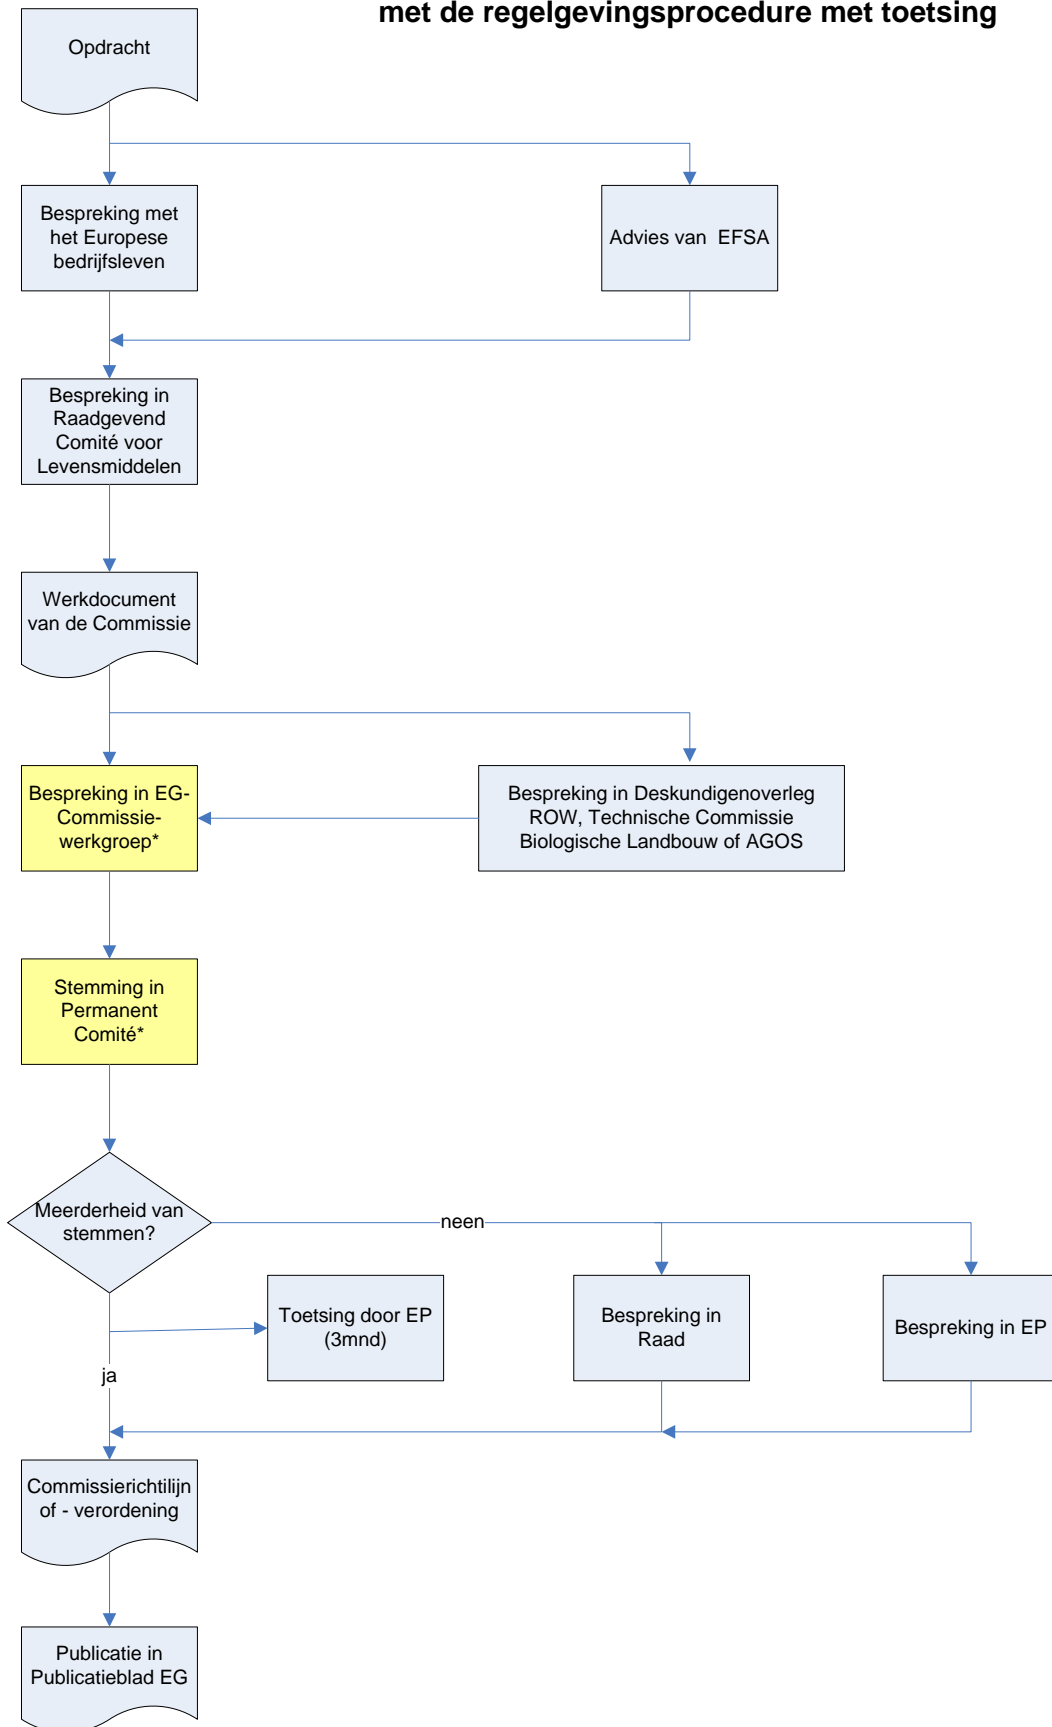 met de regelgevingsprocedure met toetsing
Opdracht
Bespreking met
het Europese
bedrijfsleven
Advies van EFSA
Bespreking in
Raadgevend
Comité voor
Levensmiddelen
Werkdocument
van de Commissie
Bespreking in EG-
Commissie-
werkgroep*
Bespreking in Deskundigenoverleg
ROW, Technische Commissie
Biologische Landbouw of AGOS
Stemming in
Permanent
Comité*
Meerderheid van
stemmen?
neen
Toetsing door EP
(3mnd)
Bespreking in
Raad
Bespreking in EP
ja
Commissierichtilijn
of - verordening
Publicatie in
Publicatieblad EG